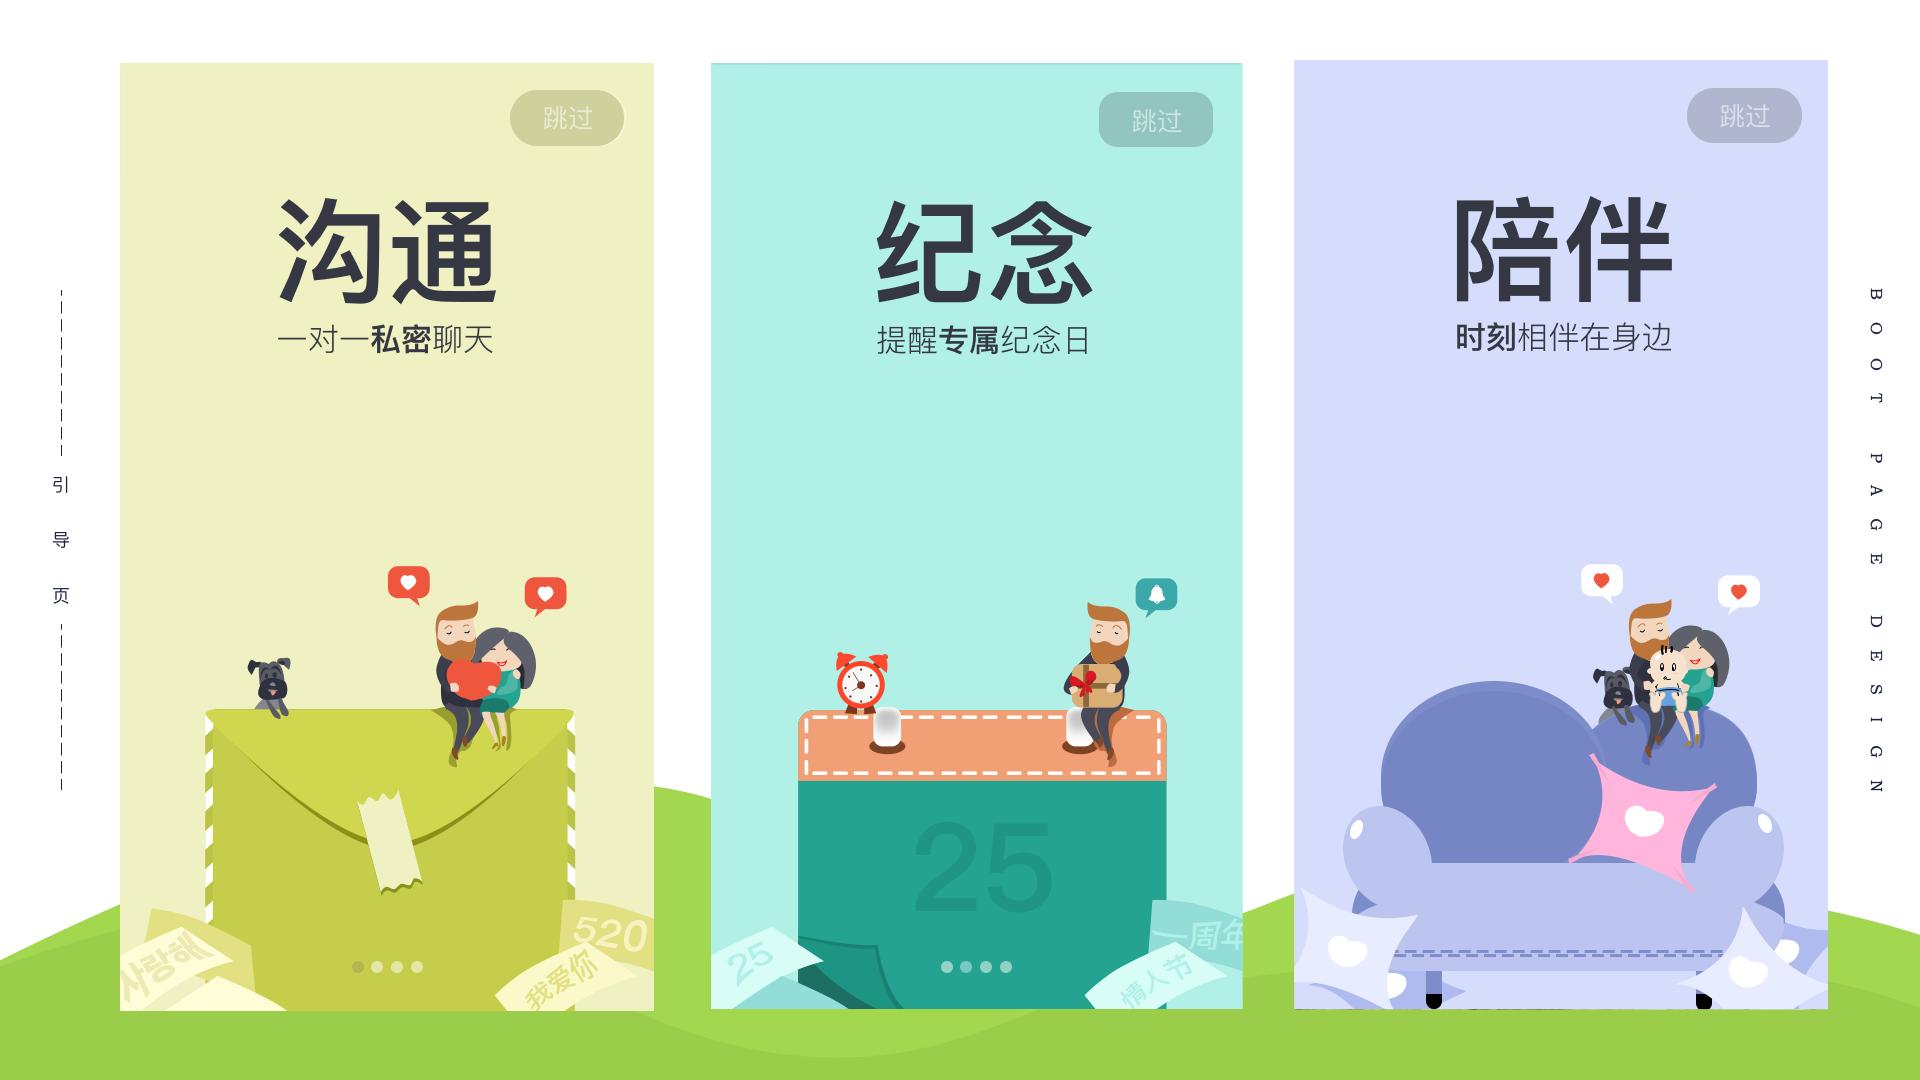 引导页
跳过
沟通
一对一私密聊天
520
사랑해
我爱你
跳过
纪念
提醒专属纪念日
25
25
一周年
情人节
跳过
陪伴
时刻相伴在身边
BOOT PAGE DESIGN